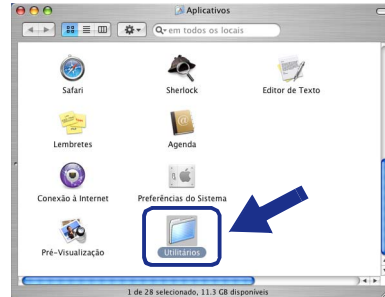 Aplicativos
em todos os locais
Safari
Sherlock
Editor de Texto
Lembretes
Agenda
Conexão à Internet
Preferências do Sistema
Pré-Visualização
Utilitários
1 de 28 selecionado, 11.3 GB disponíveis